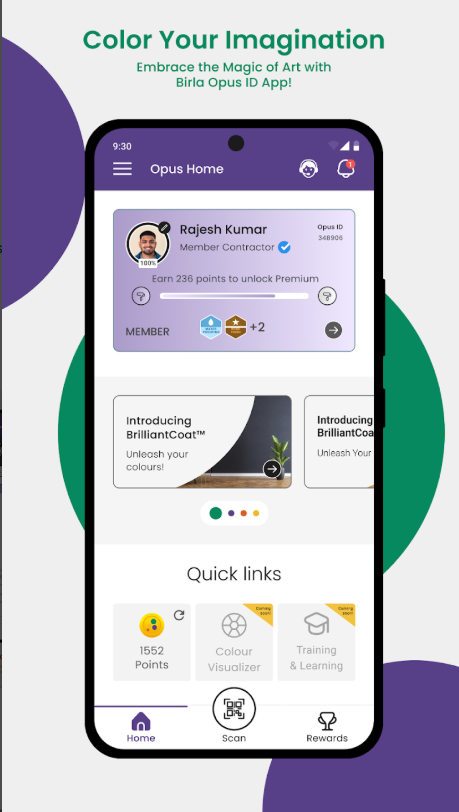 Color Your Imagination
Embrace the Magic of Art with
Birla Opus ID App!
9:30
Opus Home
1
Rajesh Kumar
Member Contractor
Opus ID
348906
100%
Earn 236 points to unlock Premium
MEMBER
+2
Introducing
BrilliantCoat™
Unleash your
colours!
Introducing
BrilliantCoa
Unleash Your
Quick links
1552
Points
Coming
soon
Colour
Visualizer
Coming
soon
Training
& Learning
Home
Scan
Rewards